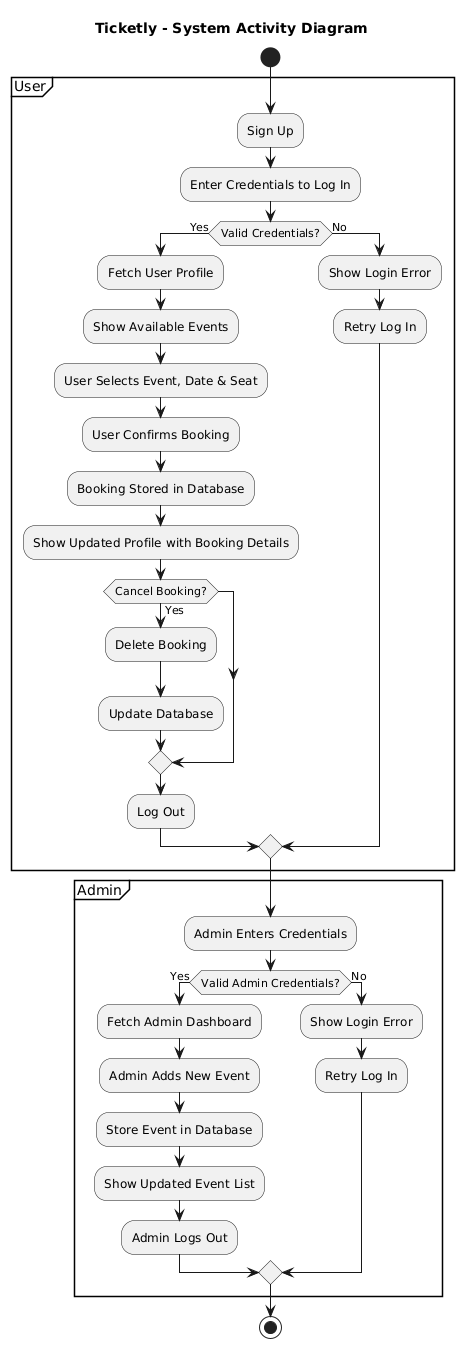 Ticketly - System Activity Diagram
User
Sign Up
Enter Credentials to Log In
Valid Credentials?
Yes
No
Fetch User Profile
Show Available Events
User Selects Event, Date & Seat
User Confirms Booking
Booking Stored in Database
Show Updated Profile with Booking Details
Cancel Booking?
Yes
Delete Booking
Update Database
Log Out
Show Login Error
Retry Log In
Admin
Admin Enters Credentials
Valid Admin Credentials?
Yes
No
Fetch Admin Dashboard
Admin Adds New Event
Store Event in Database
Show Updated Event List
Admin Logs Out
Show Login Error
Retry Log In